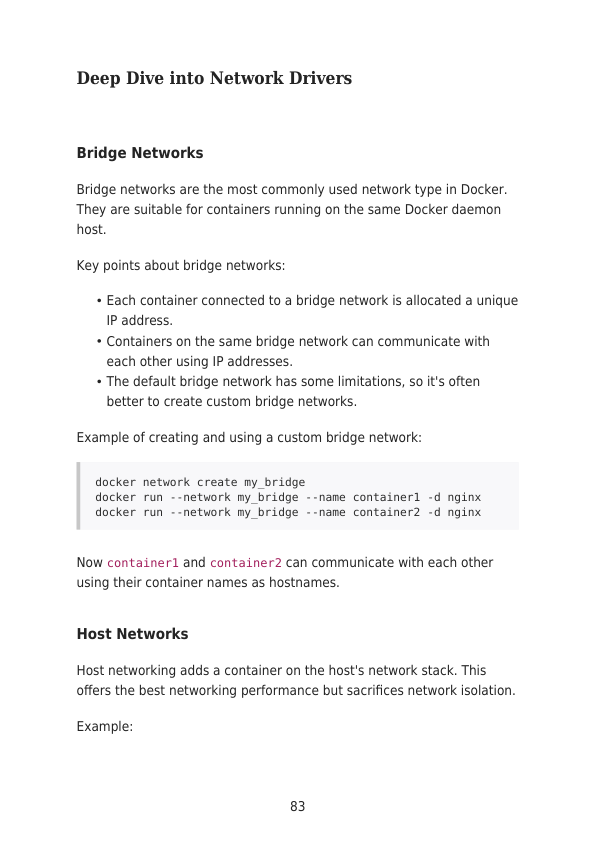 Deep Dive into Network Drivers
Bridge Networks
Bridge networks are the most commonly used network type in Docker.
They are suitable for containers running on the same Docker daemon
host.
Key points about bridge networks:
• Each container connected to a bridge network is allocated a unique
IP address.
• Containers on the same bridge network can communicate with
each other using IP addresses.
• The default bridge network has some limitations, so it's often
better to create custom bridge networks.
Example of creating and using a custom bridge network:
docker network create my_bridge
docker run --network my_bridge --name container1 -d nginx
docker run --network my_bridge --name container2 -d nginx
Now container1 and container2 can communicate with each other
using their container names as hostnames.
Host Networks
Host networking adds a container on the host's network stack. This
offers the best networking performance but sacrifices network isolation.
Example:
83